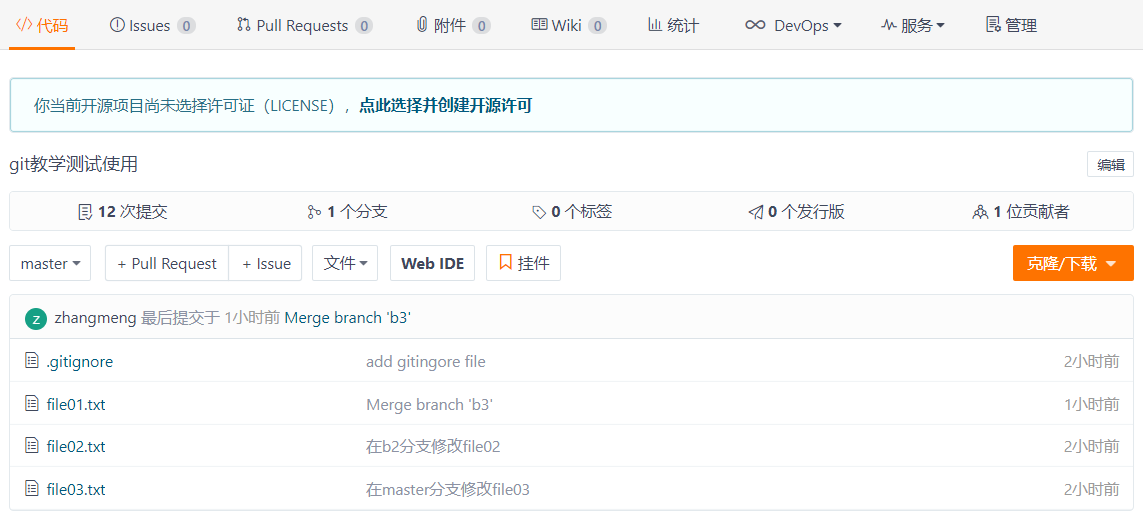 代码 Issues 0 Pull Requests 0 附件 0 Wiki 0 统计 DevOps 服务 管理
你当前开源项目尚未选择许可证（LICENSE），点此选择并创建开源许可
git教学测试使用 编辑
12 次提交 1 个分支 0 个标签 0 个发行版 1 位贡献者
master + Pull Request + Issue 文件 Web IDE 挂件 克隆/下载
z zhangmeng 最后提交于 1小时前 Merge branch 'b3'
.gitignore add gitingore file 2小时前
file01.txt Merge branch 'b3' 1小时前
file02.txt 在b2分支修改file02 2小时前
file03.txt 在master分支修改file03 2小时前